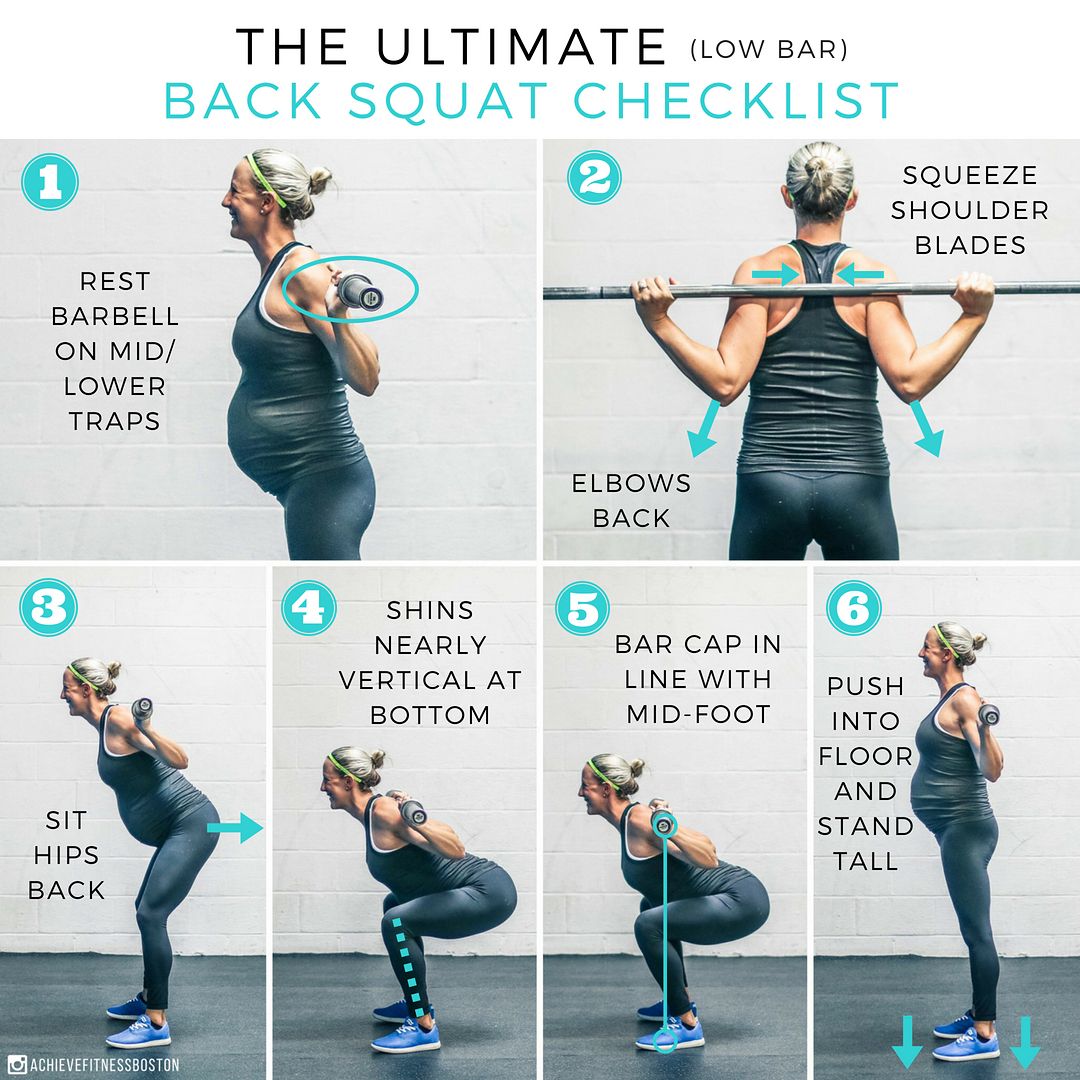 THE ULTIMATE (LOW BAR)
BACK SQUAT CHECKLIST
1
REST
BARBELL
ON MID/
LOWER
TRAPS
2
SQUEEZE
SHOULDER
BLADES
ELBOWS
BACK
3
SIT
HIPS
BACK
4
SHINS
NEARLY
VERTICAL AT
BOTTOM
5
BAR CAP IN
LINE WITH
MID-FOOT
6
PUSH
INTO
FLOOR
AND
STAND
TALL
ACHIEVEFITNESSBOSTON